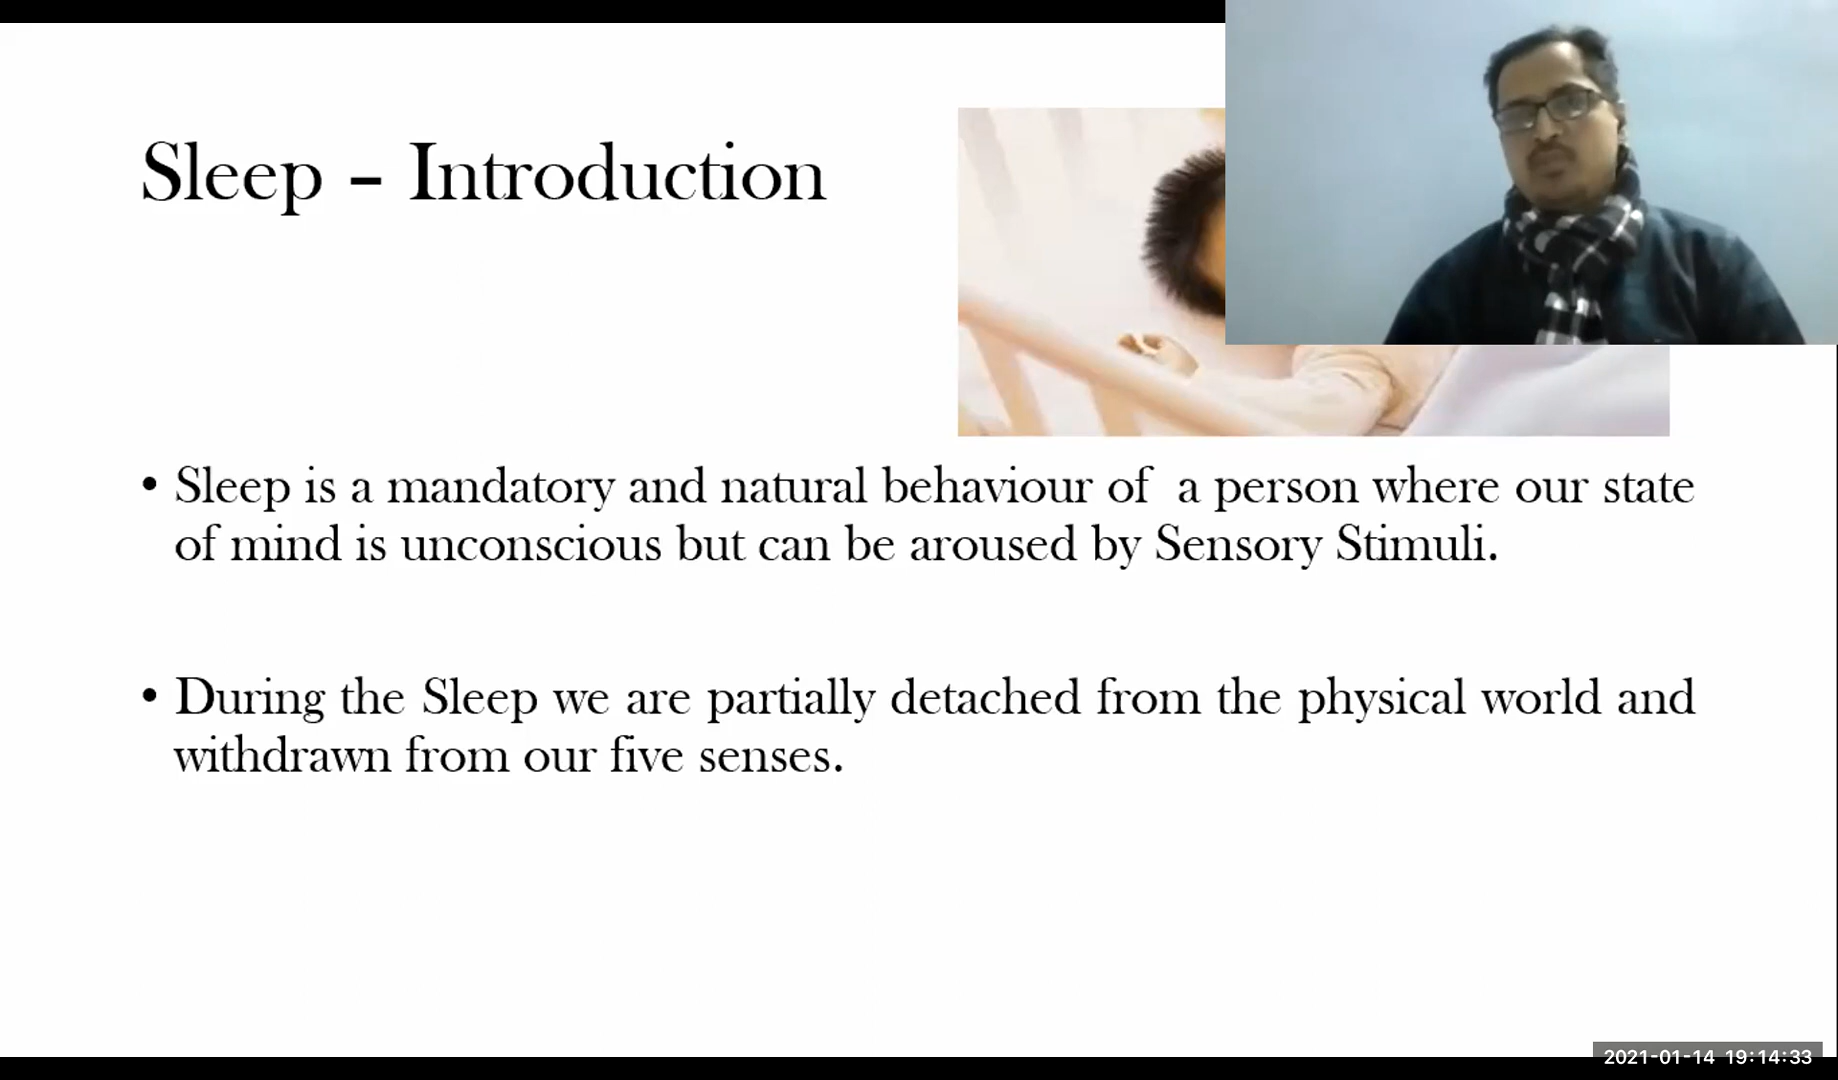 Sleep – Introduction
• Sleep is a mandatory and natural behaviour of a person where our state
of mind is unconscious but can be aroused by Sensory Stimuli.
• During the Sleep we are partially detached from the physical world and
withdrawn from our five senses.
2021-01-14 19:14:33